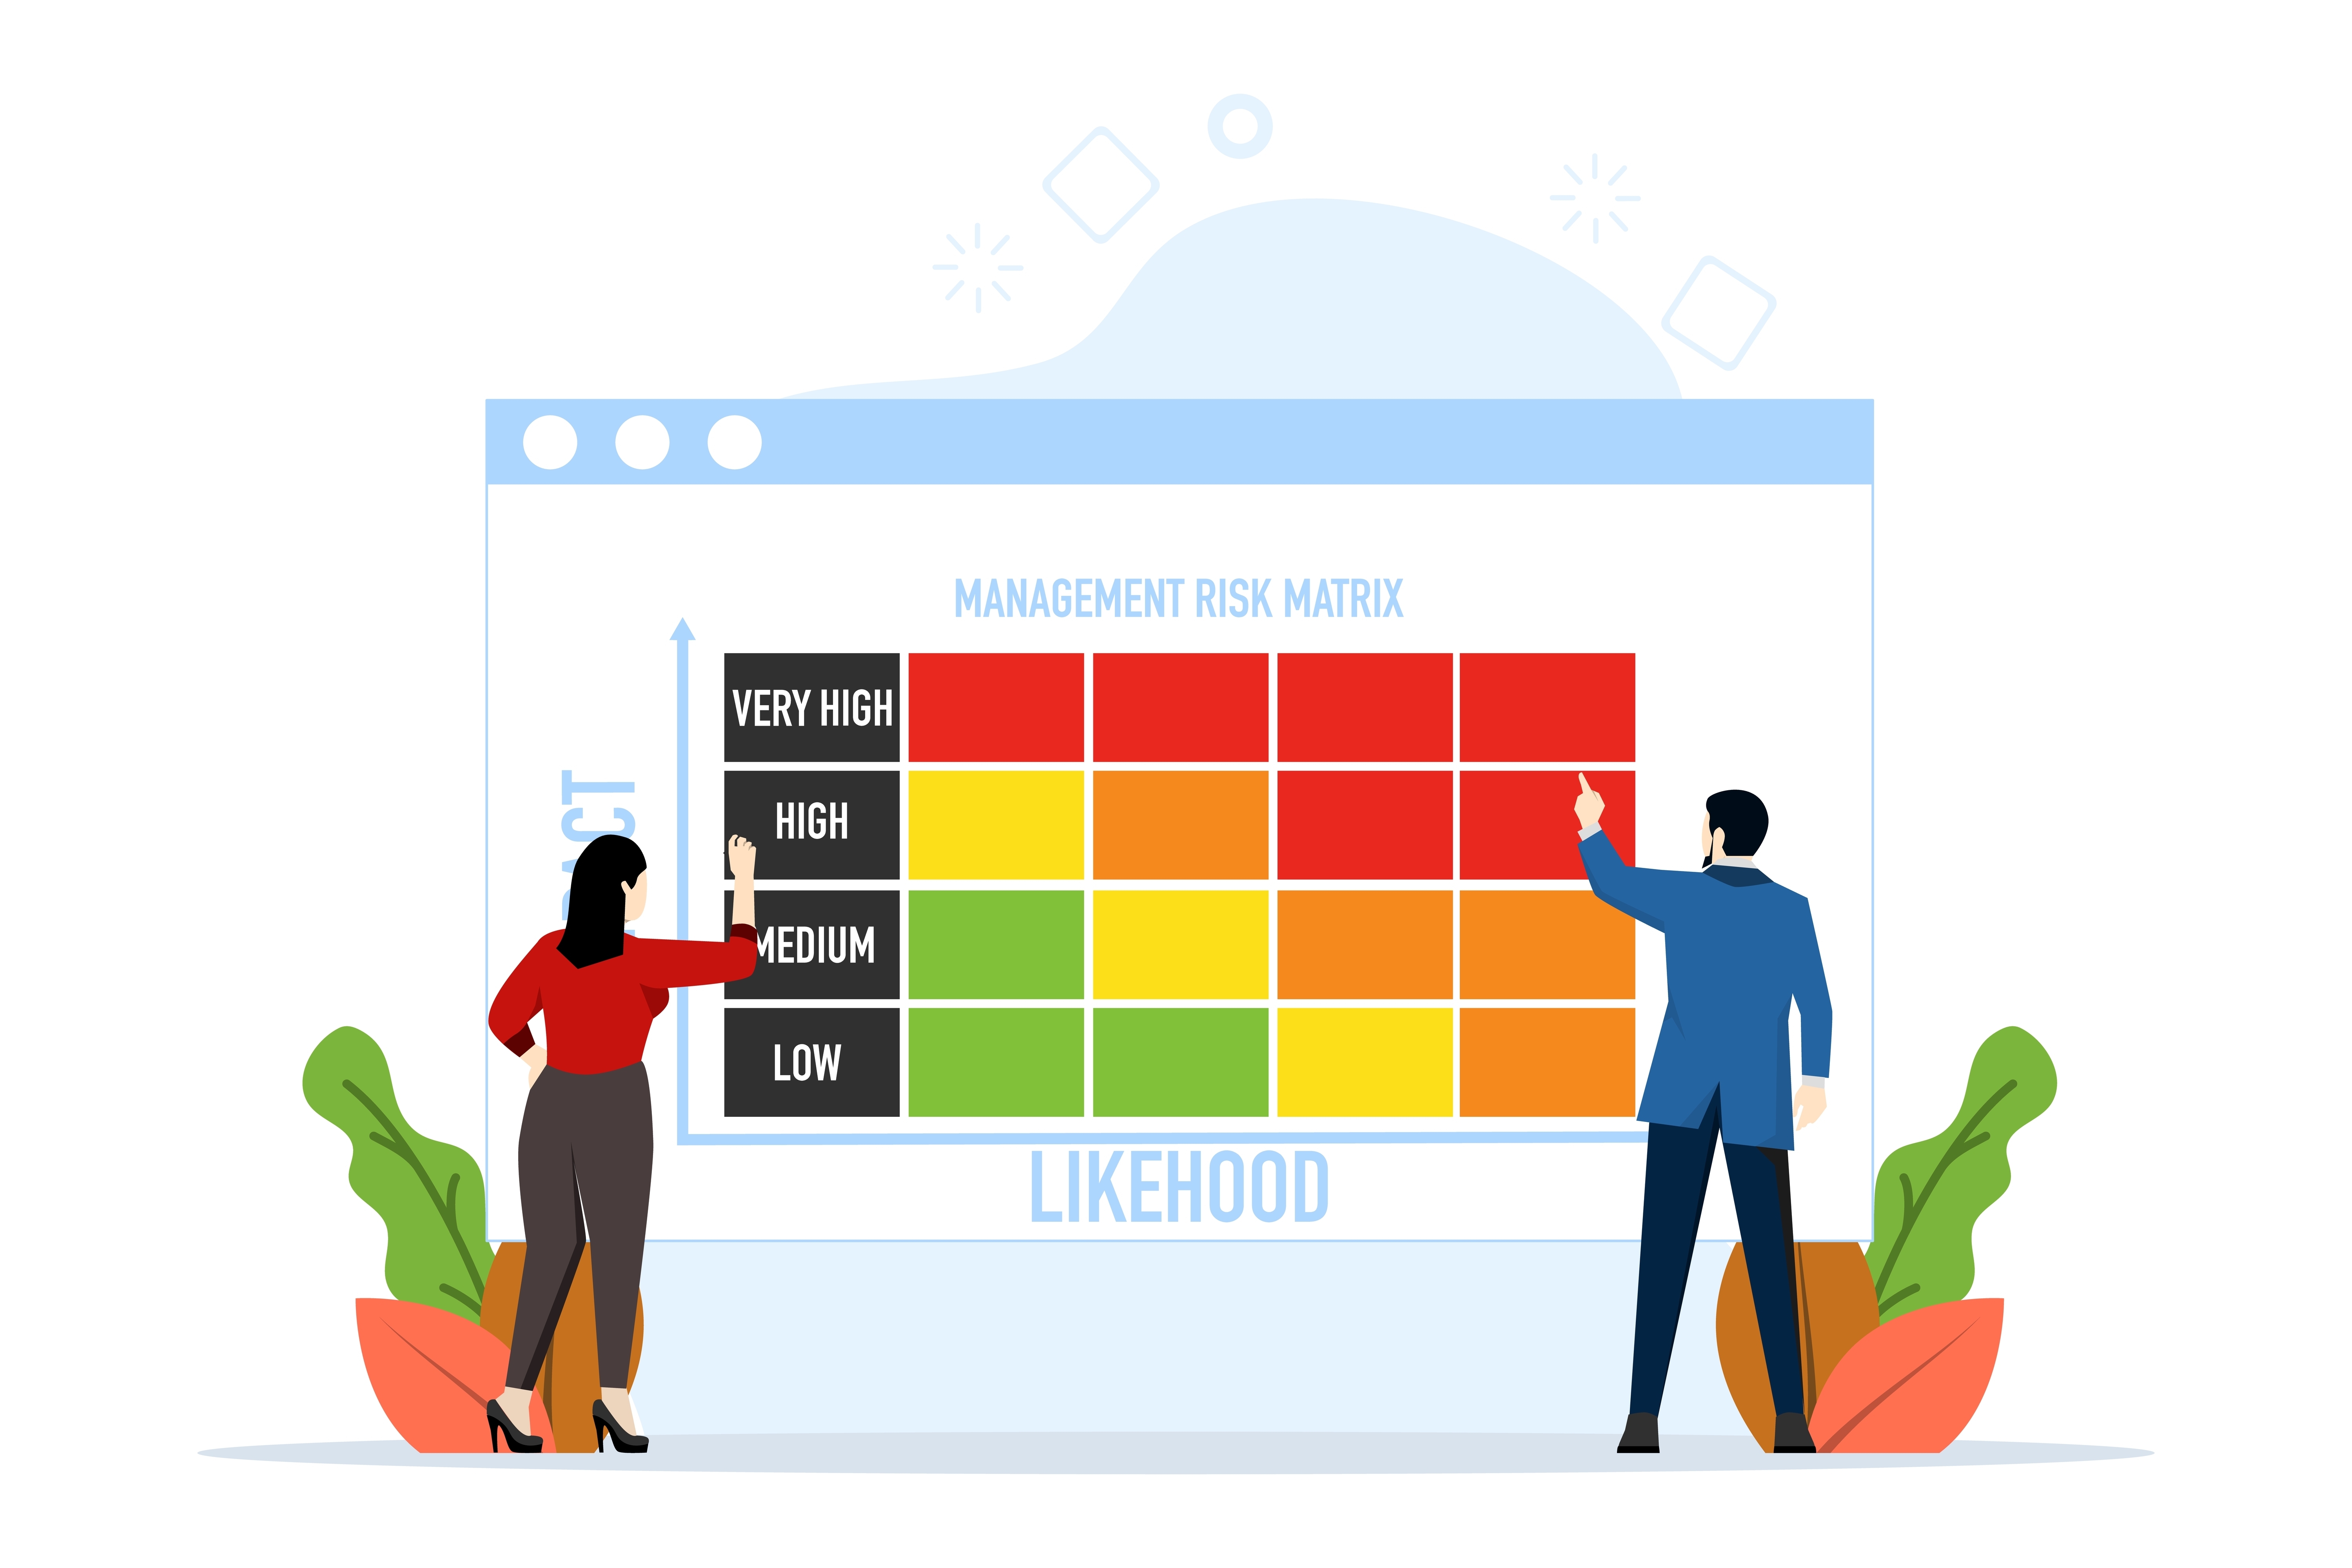 MANAGEMENT RISK MATRIX
VERY HIGH
HIGH
MEDIUM
LOW
LIKEHOOD